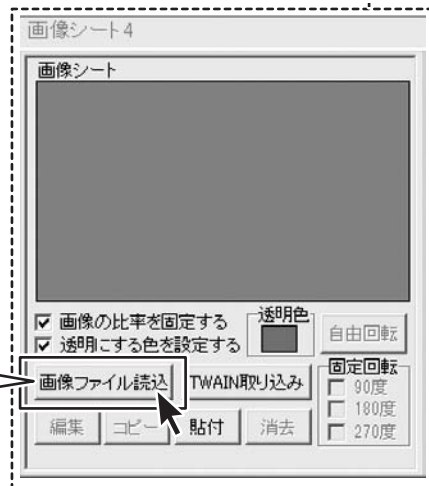 画像シート4
画像シート
画像の比率を固定する
透明にする色を設定する
透明色
自由回転
画像ファイル読込
TWAIN取り込み
固定回転
90度
180度
270度
編集
コピー
貼付
消去